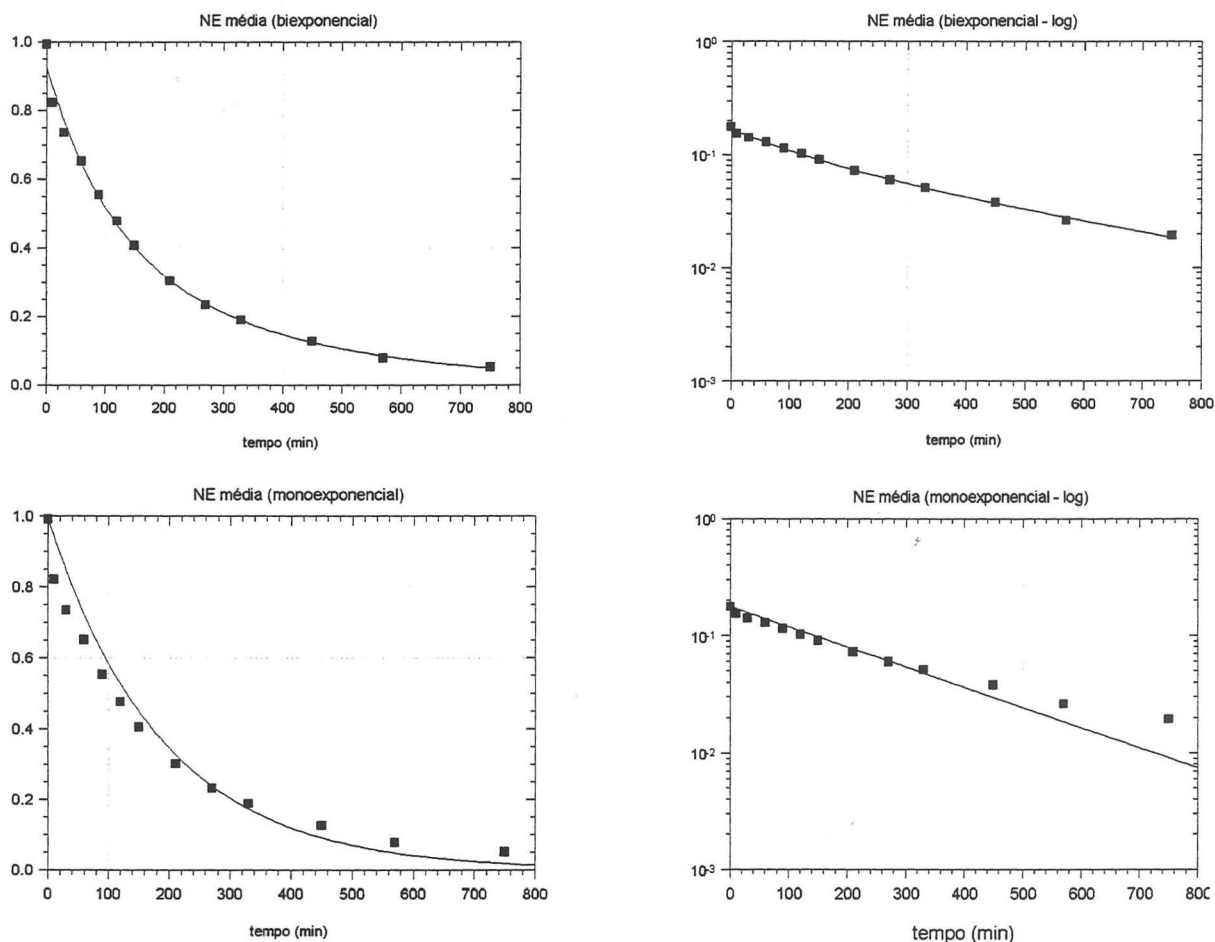 NE média (biexponencial)
1.0
0.8
0.6
0.4
0.2
0.0
0 100 200 300 400 500 600 700 800
tempo (min)
NE média (biexponencial - log)
10⁰
10⁻¹
10⁻²
10⁻³
0 100 200 300 400 500 600 700 800
tempo (min)
NE média (monoexponencial)
1.0
0.8
0.6
0.4
0.2
0.0
0 100 200 300 400 500 600 700 800
tempo (min)
NE média (monoexponencial - log)
10⁰
10⁻¹
10⁻²
10⁻³
0 100 200 300 400 500 600 700 800
tempo (min)